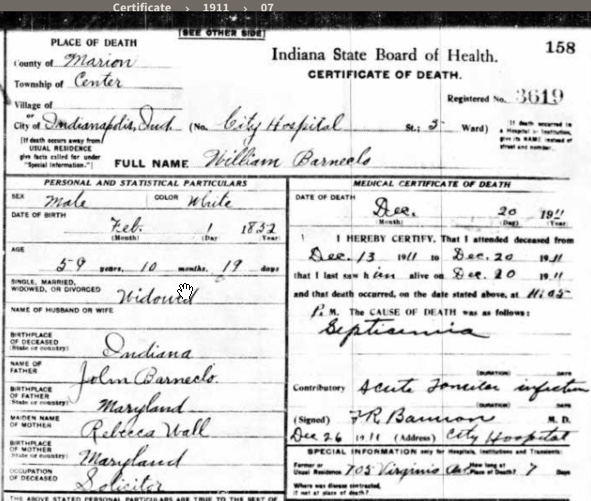 Certificate › 1911 › 07
[SEE OTHER SIDE]
158
PLACE OF DEATH
County of Marion
Township of Center
Village of
or
City of Indianapolis, Ind. (No. City Hospital St.; 5 Ward)
Indiana State Board of Health.
CERTIFICATE OF DEATH.
Registered No. 3619
[If death occurs away from
USUAL RESIDENCE
give facts called for under
"Special Information."]
If death occurred in
a Hospital or Institution,
give its NAME instead of
street and number.
FULL NAME William Barneclo
PERSONAL AND STATISTICAL PARTICULARS
SEX Male COLOR White
DATE OF BIRTH
Feb. 1 1852
(Month) (Day) (Year)
AGE
59 years, 10 months, 19 days
SINGLE, MARRIED,
WIDOWED, OR DIVORCED
Widowed
NAME OF HUSBAND OR WIFE
BIRTHPLACE
OF DECEASED
(State or country)
Indiana
NAME OF
FATHER
John Barneclo
BIRTHPLACE
OF FATHER
(State or country)
Maryland
MAIDEN NAME
OF MOTHER
Rebecca Wall
BIRTHPLACE
OF MOTHER
(State or country)
Maryland
OCCUPATION
OF DECEASED
Solicitor
THE ABOVE STATED PERSONAL PARTICULARS ARE TRUE TO THE BEST OF
MEDICAL CERTIFICATE OF DEATH
DATE OF DEATH
Dec. 20 1911
(Month) (Day) (Year)
I HEREBY CERTIFY, That I attended deceased from
Dec. 13 1911 to Dec. 20 1911
that I last saw him alive on Dec. 20 1911
and that death occurred, on the date stated above, at
P. M. The CAUSE OF DEATH was as follows:
Septicemia
(DURATION) DAYS
Contributory Acute Tonsilar infection
(DURATION) DAYS
(Signed) M. D.
Dec 26 1911 (Address) City Hospital
SPECIAL INFORMATION only for Hospitals, Institutions and Transients:
Former or
Usual Residence 705 Virginia Ave. How long at
Place of Death? 7 Days
Where was disease contracted,
if not at place of death?